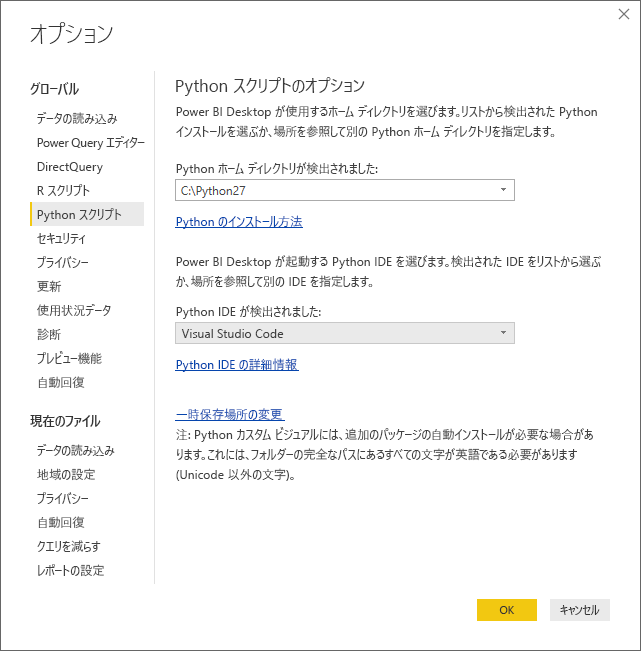 オプション
グローバル
データの読み込み
Power Query エディター
DirectQuery
R スクリプト
Python スクリプト
セキュリティ
プライバシー
更新
使用状況データ
診断
プレビュー機能
自動回復
現在のファイル
データの読み込み
地域の設定
プライバシー
自動回復
クエリを減らす
レポートの設定
Python スクリプトのオプション
Power BI Desktop が使用するホーム ディレクトリを選びます。リストから検出された Python
インストールを選ぶか、場所を参照して別の Python ホーム ディレクトリを指定します。
Python ホーム ディレクトリが検出されました:
C:\Python27
Python のインストール方法
Power BI Desktop が起動する Python IDE を選びます。検出された IDE をリストから選ぶ
か、場所を参照して別の IDE を指定します。
Python IDE が検出されました:
Visual Studio Code
Python IDE の詳細情報
一時保存場所の変更
注: Python カスタム ビジュアルには、追加のパッケージの自動インストールが必要な場合があ
ります。これには、フォルダーの完全なパスにあるすべての文字が英語である必要があります
(Unicode 以外の文字)。
OK
キャンセル